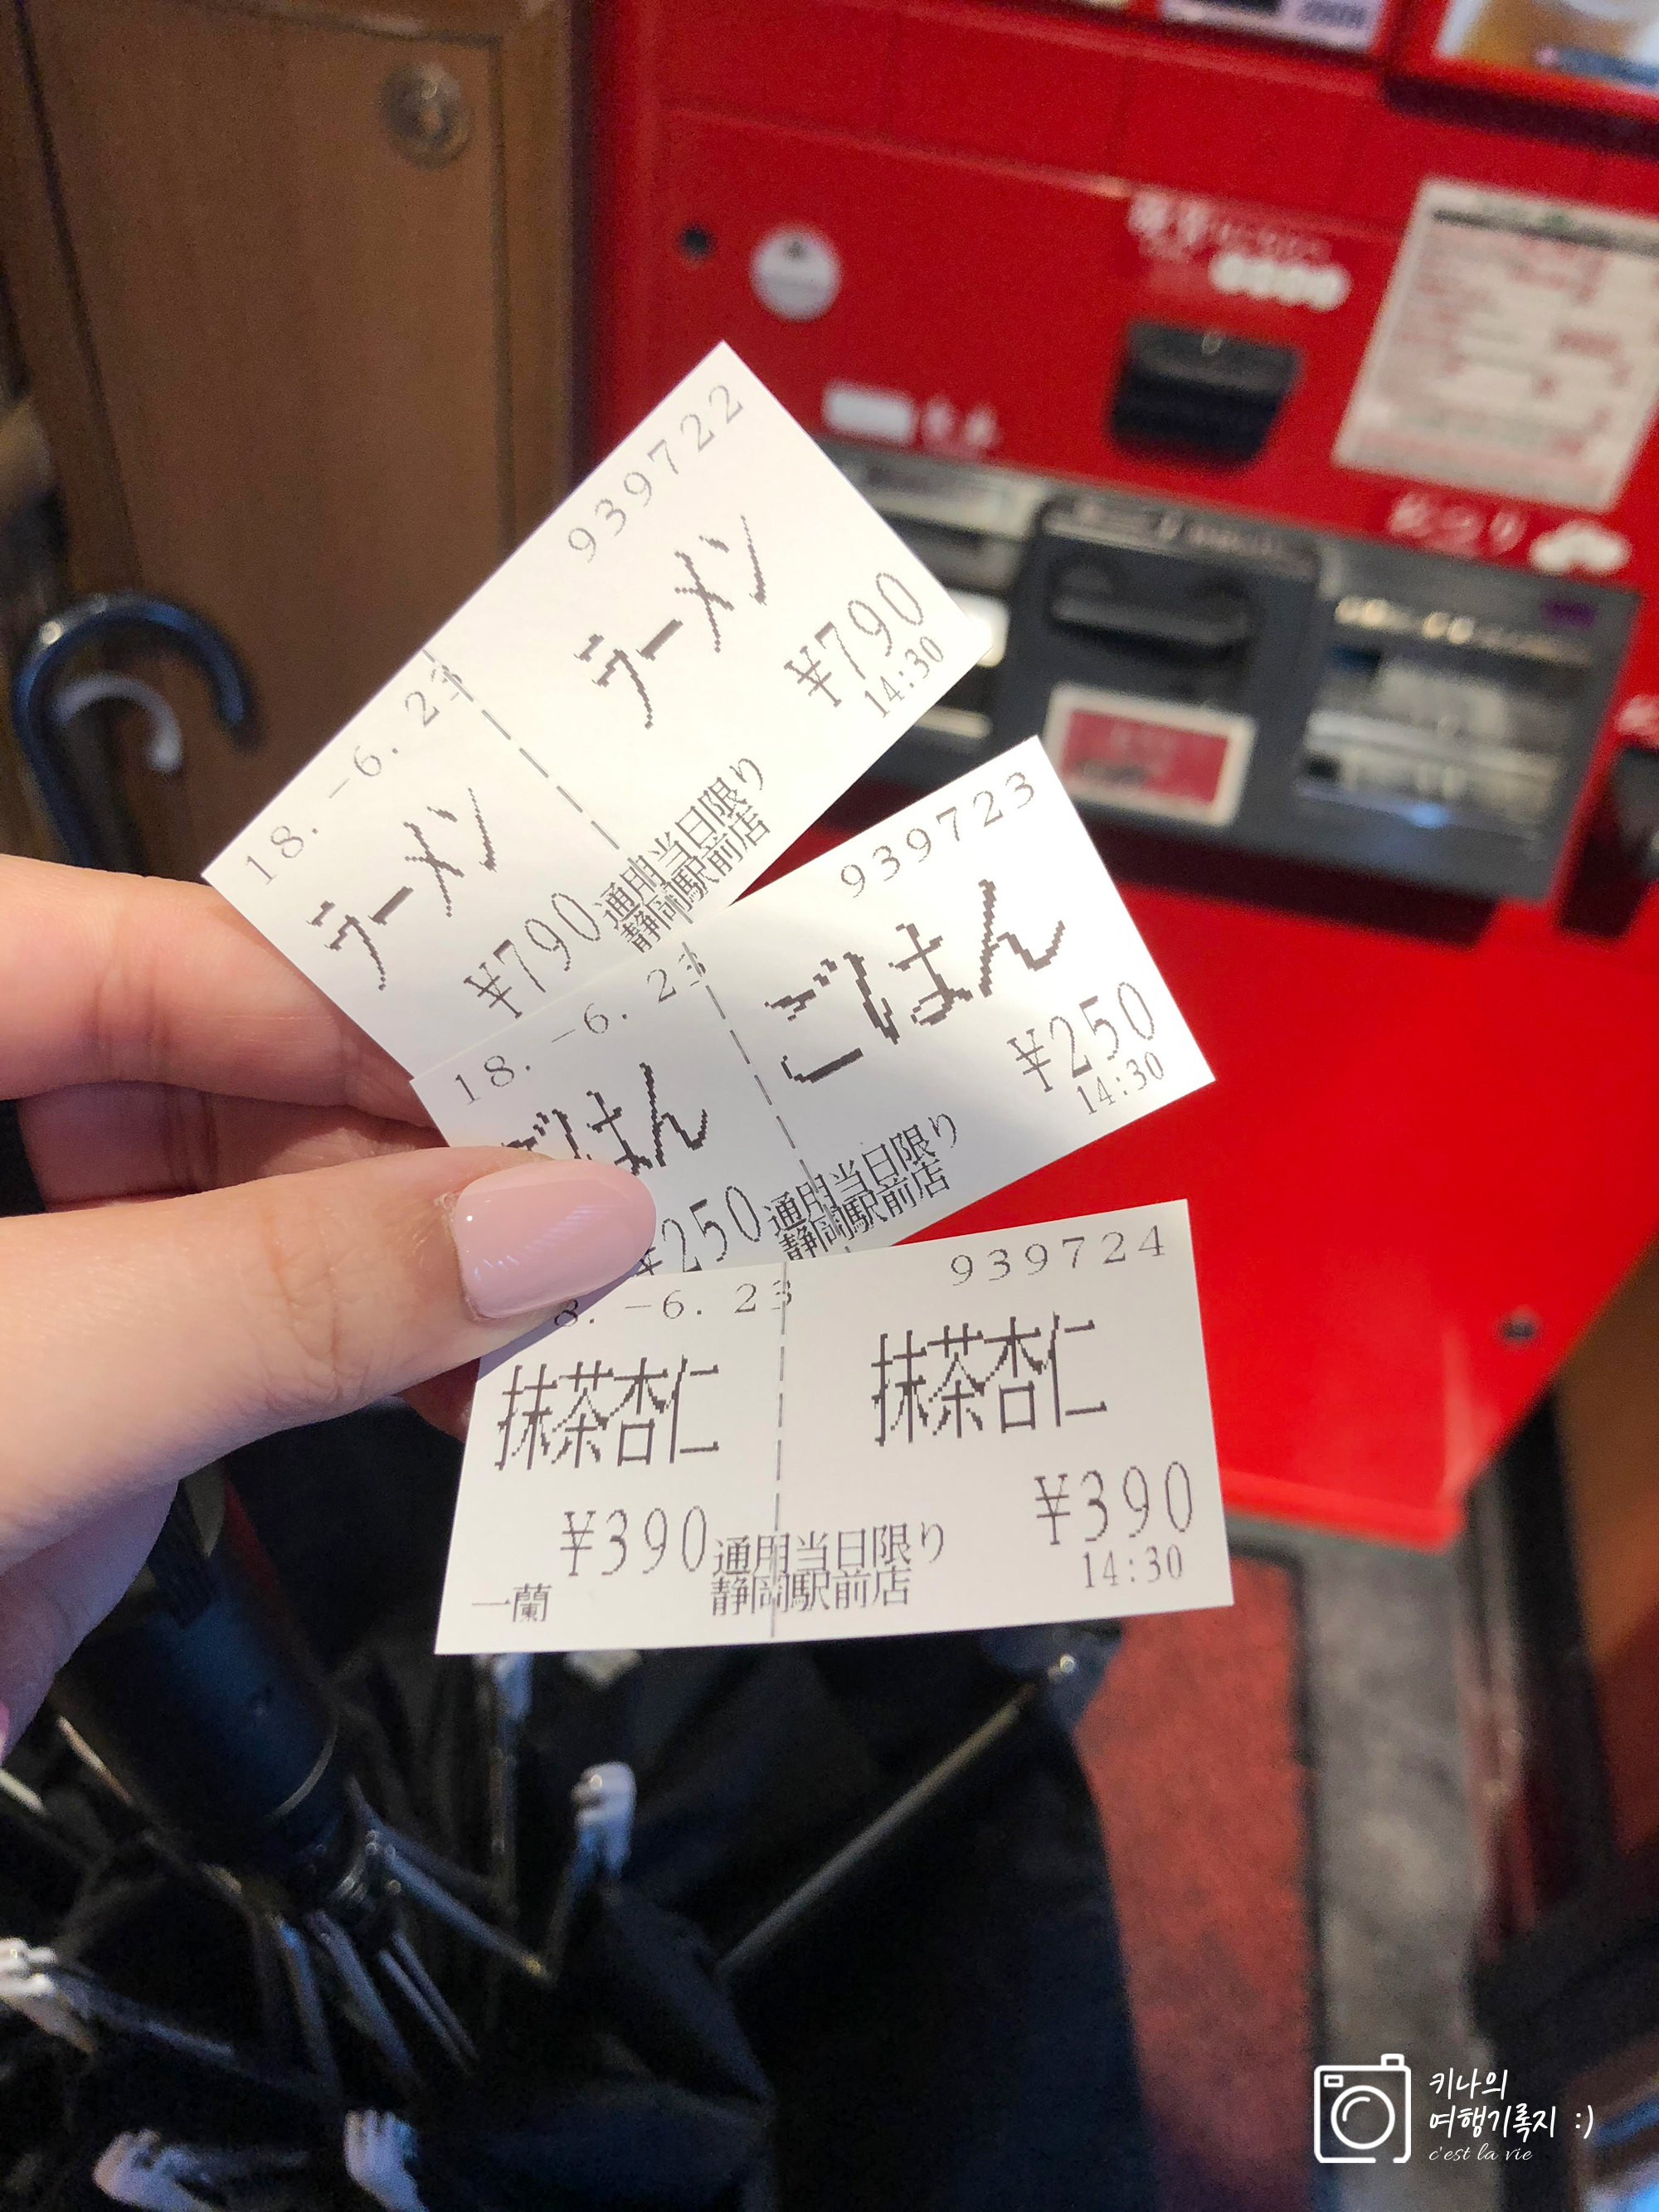 939722
18. -6. 23
ラーメン
ラーメン
¥790
14:30
¥790
通用当日限り
静岡駅前店
939723
18. -6. 23
ごはん
ごはん
¥250
14:30
¥250
通用当日限り
静岡駅前店
939724
8. -6. 23
抹茶杏仁
抹茶杏仁
¥390
14:30
¥390
通用当日限り
一蘭
静岡駅前店
おつり
키나의
여행기록지 :)
c'est la vie